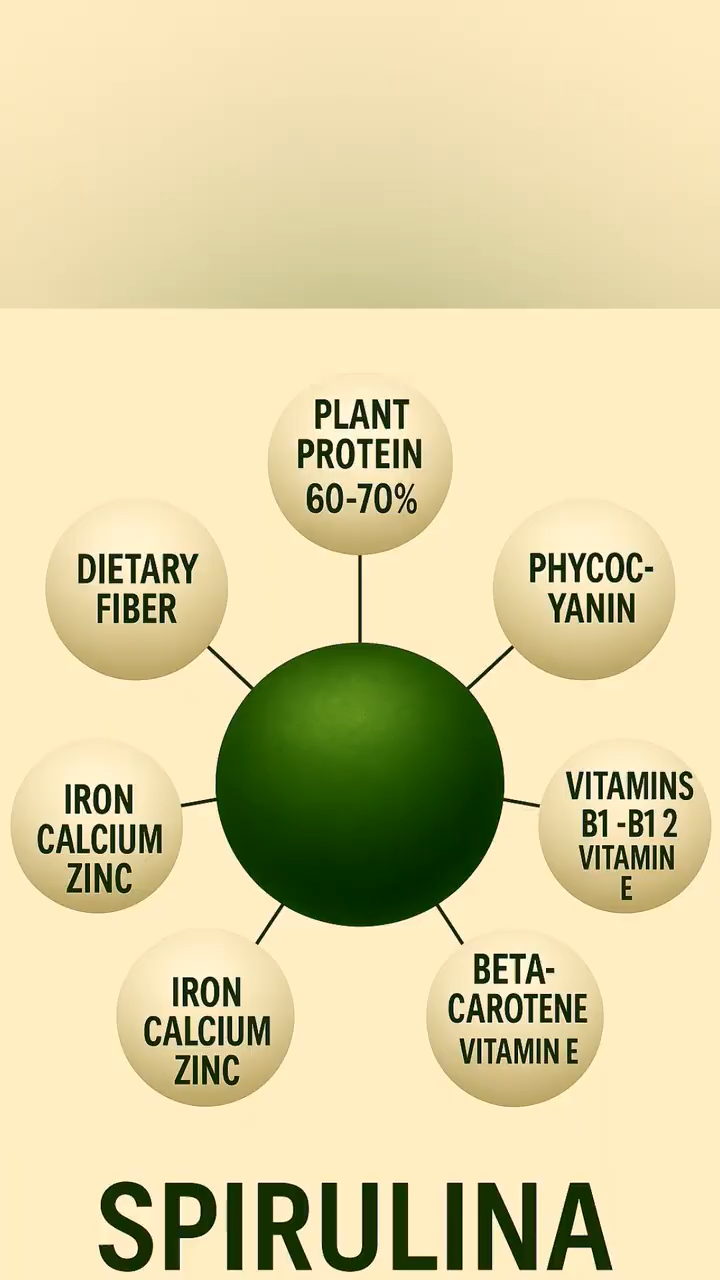 PLANT
PROTEIN
60-70%
DIETARY
FIBER
PHYCOC-
YANIN
IRON
CALCIUM
ZINC
VITAMINS
B1 -B1 2
VITAMIN
E
IRON
CALCIUM
ZINC
BETA-
CAROTENE
VITAMIN E
SPIRULINA